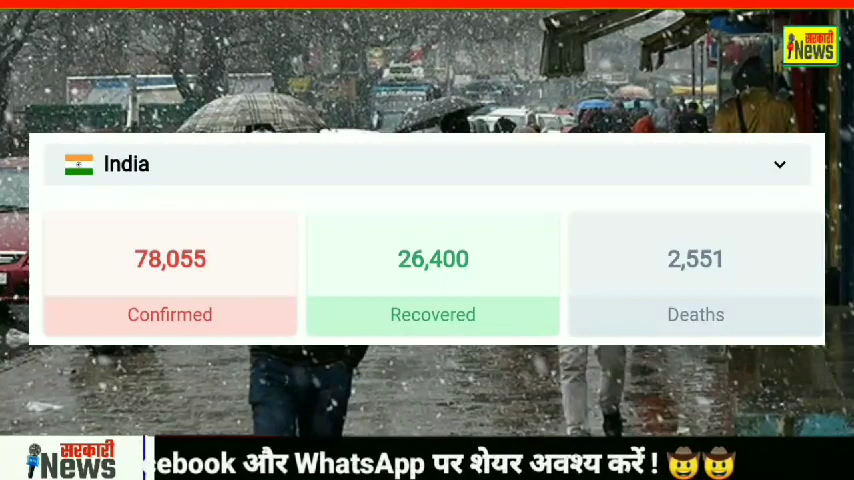 सरकारी
News
India
78,055
26,400
2,551
Confirmed
Recovered
Deaths
सरकारी
News
cebook और WhatsApp पर शेयर अवश्य करें ! 🤠🤠